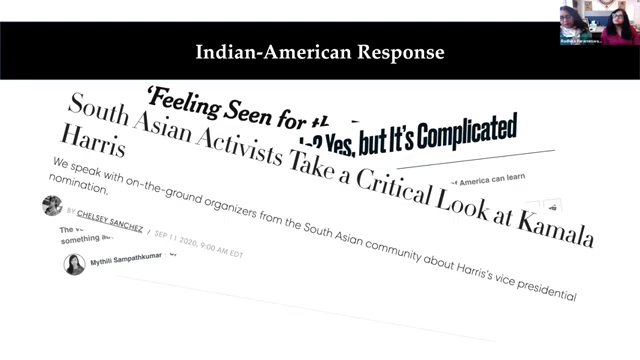 Indian-American Response
'Feeling Seen for
Yes, but It's Complicated
South Asian Activists Take a Critical Look at Kamala
Harris
America can learn
We speak with on-the-ground organizers from the South Asian community about Harris's vice presidential
nomination.
BY CHELSEY SANCHEZ / SEP 11 2020, 9:00 AM EDT
The
something
Mythili Sampathkumar